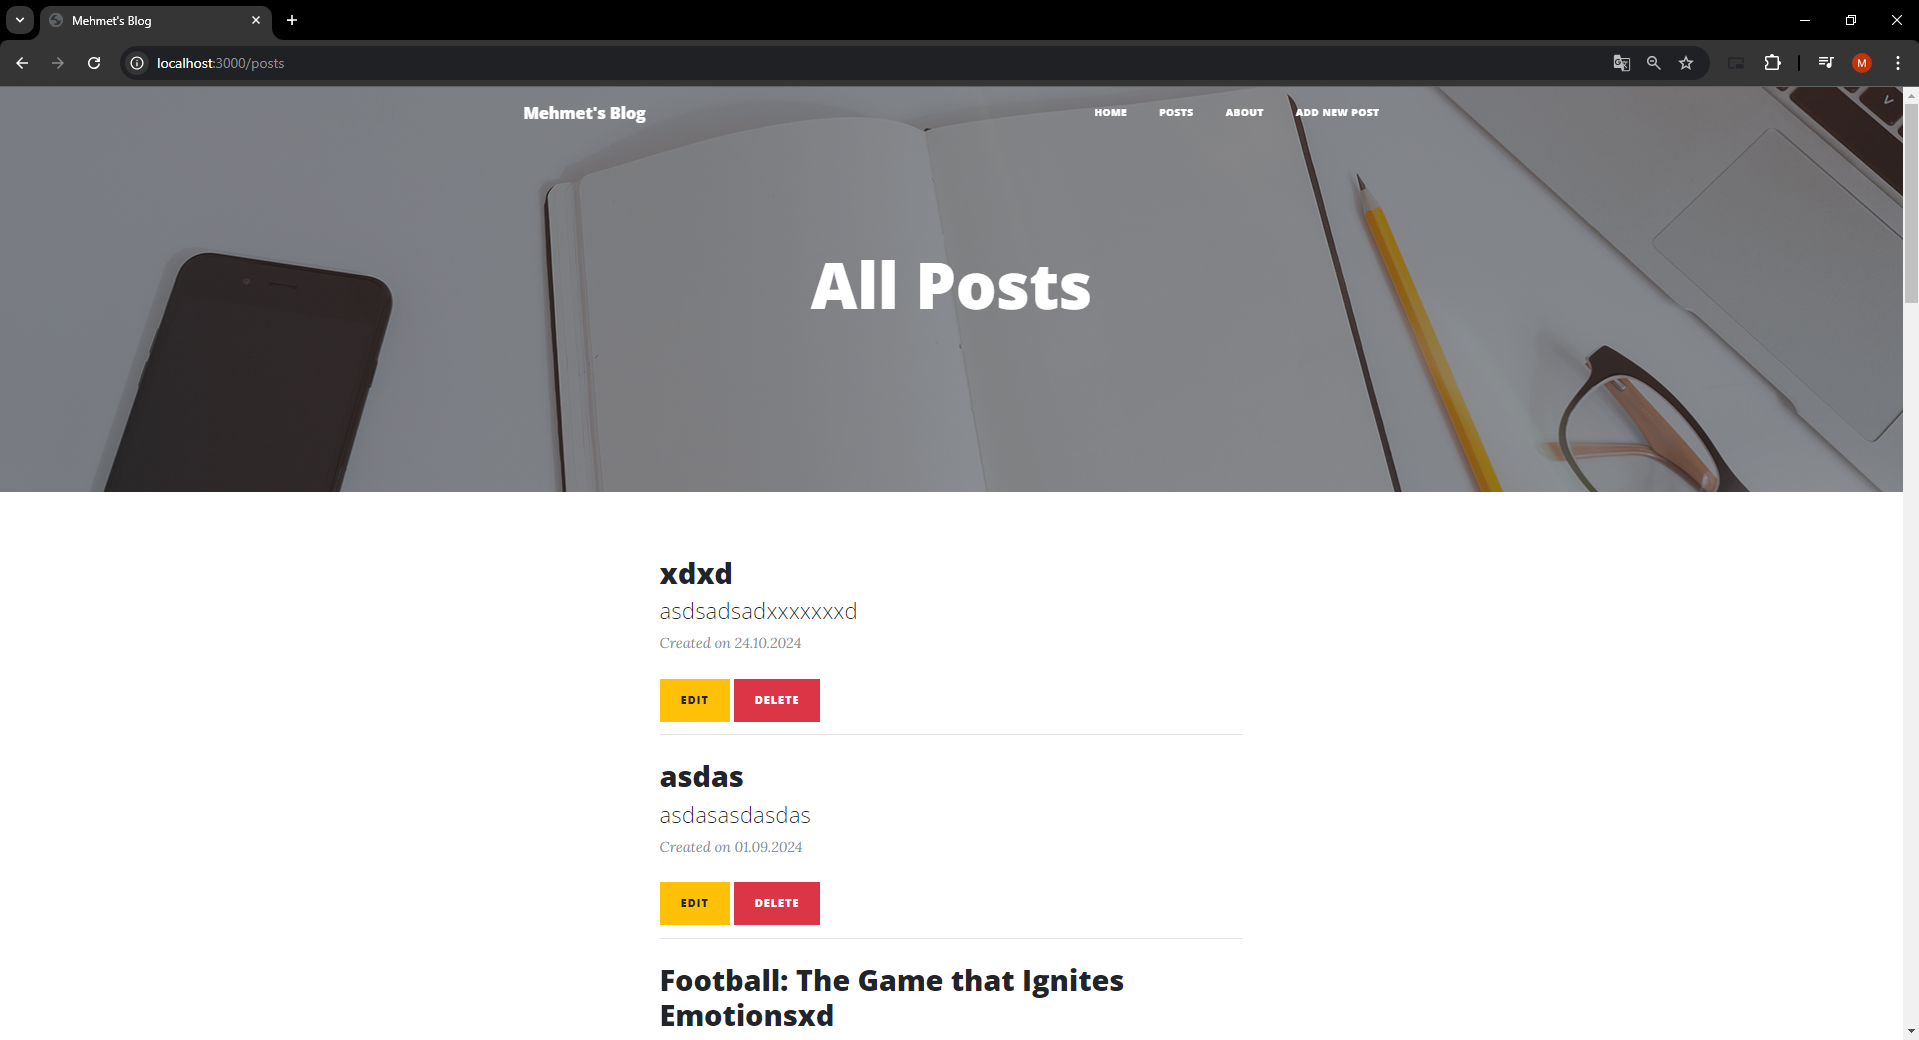 Mehmet's Blog
localhost:3000/posts
M
Mehmet's Blog
HOME POSTS ABOUT ADD NEW POST
All Posts
xdxd
asdsadsadxxxxxxxd
Created on 24.10.2024
EDIT DELETE
asdas
asdasasdasdas
Created on 01.09.2024
EDIT DELETE
Football: The Game that Ignites
Emotionsxd